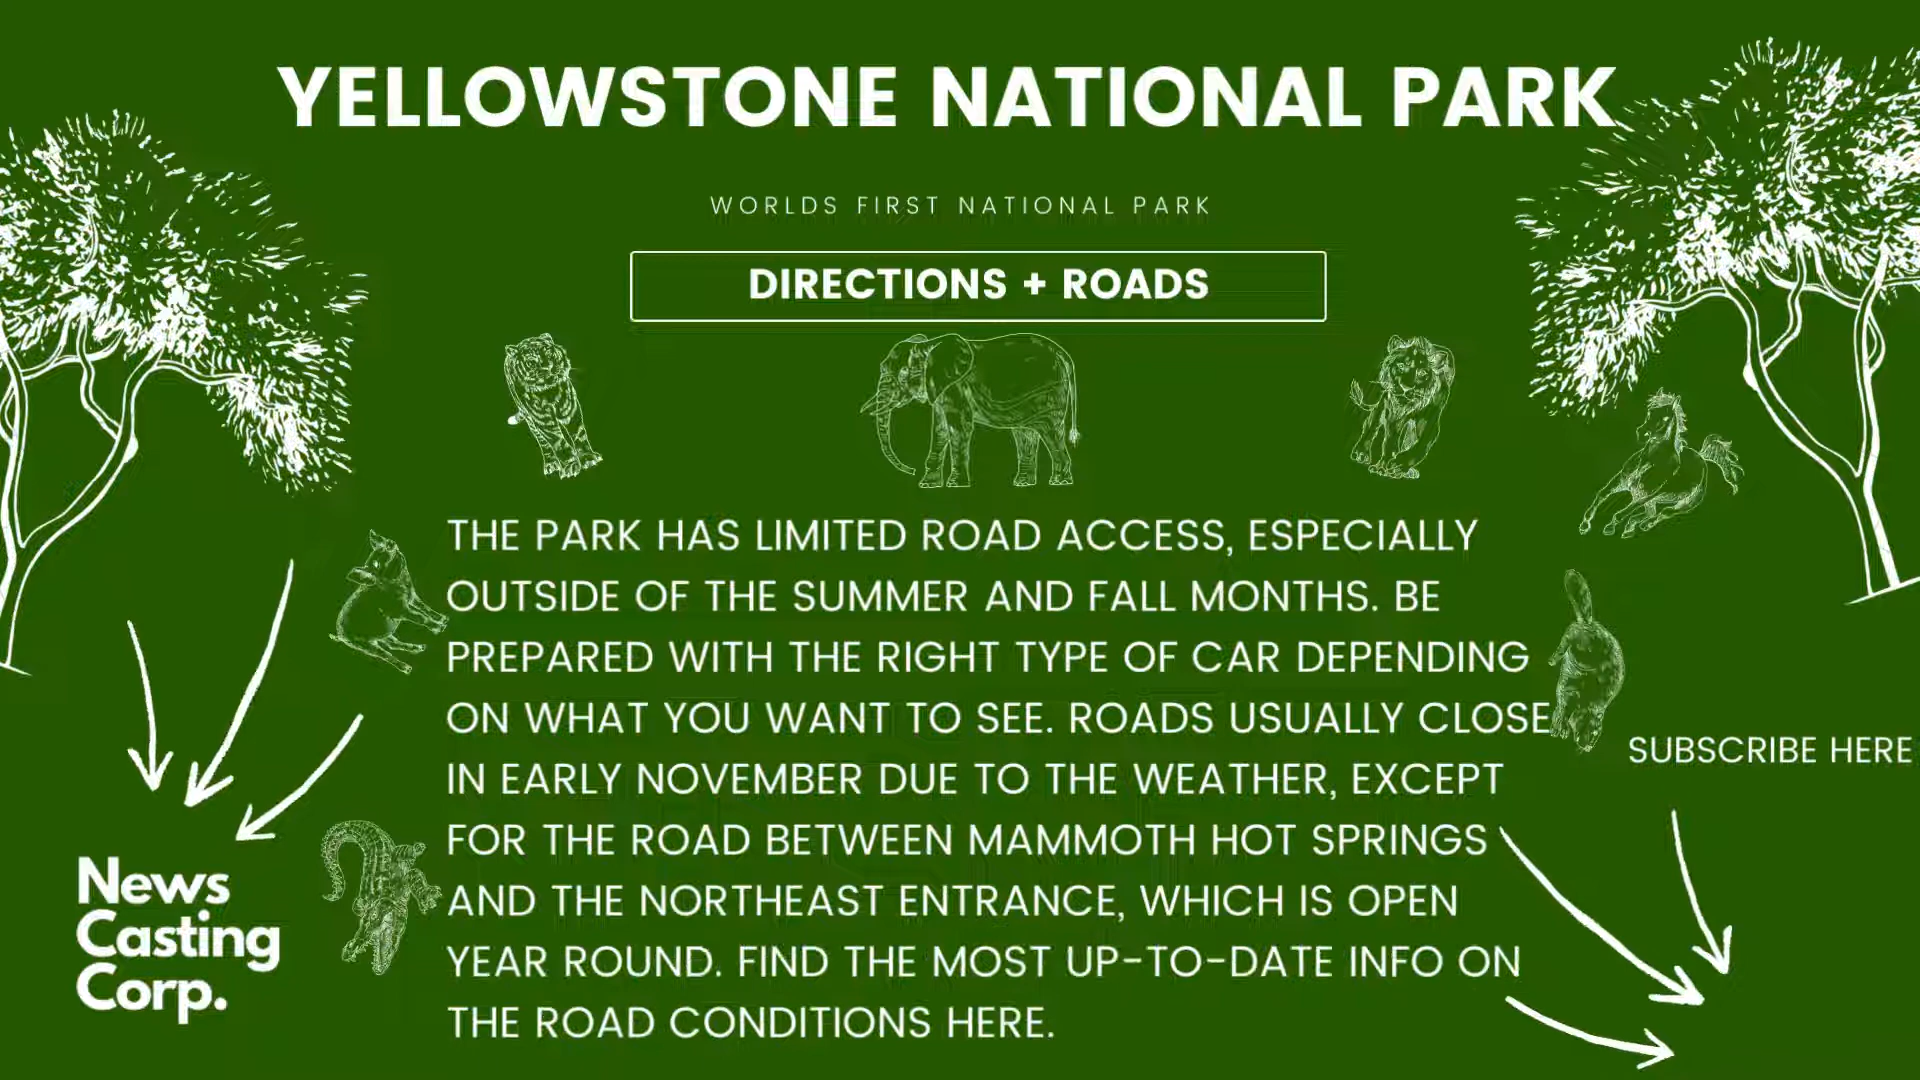 YELLOWSTONE NATIONAL PARK
WORLDS FIRST NATIONAL PARK
DIRECTIONS + ROADS
THE PARK HAS LIMITED ROAD ACCESS, ESPECIALLY
OUTSIDE OF THE SUMMER AND FALL MONTHS. BE
PREPARED WITH THE RIGHT TYPE OF CAR DEPENDING
ON WHAT YOU WANT TO SEE. ROADS USUALLY CLOSE
IN EARLY NOVEMBER DUE TO THE WEATHER, EXCEPT
FOR THE ROAD BETWEEN MAMMOTH HOT SPRINGS
AND THE NORTHEAST ENTRANCE, WHICH IS OPEN
YEAR ROUND. FIND THE MOST UP-TO-DATE INFO ON
THE ROAD CONDITIONS HERE.
SUBSCRIBE HERE
News
Casting
Corp.